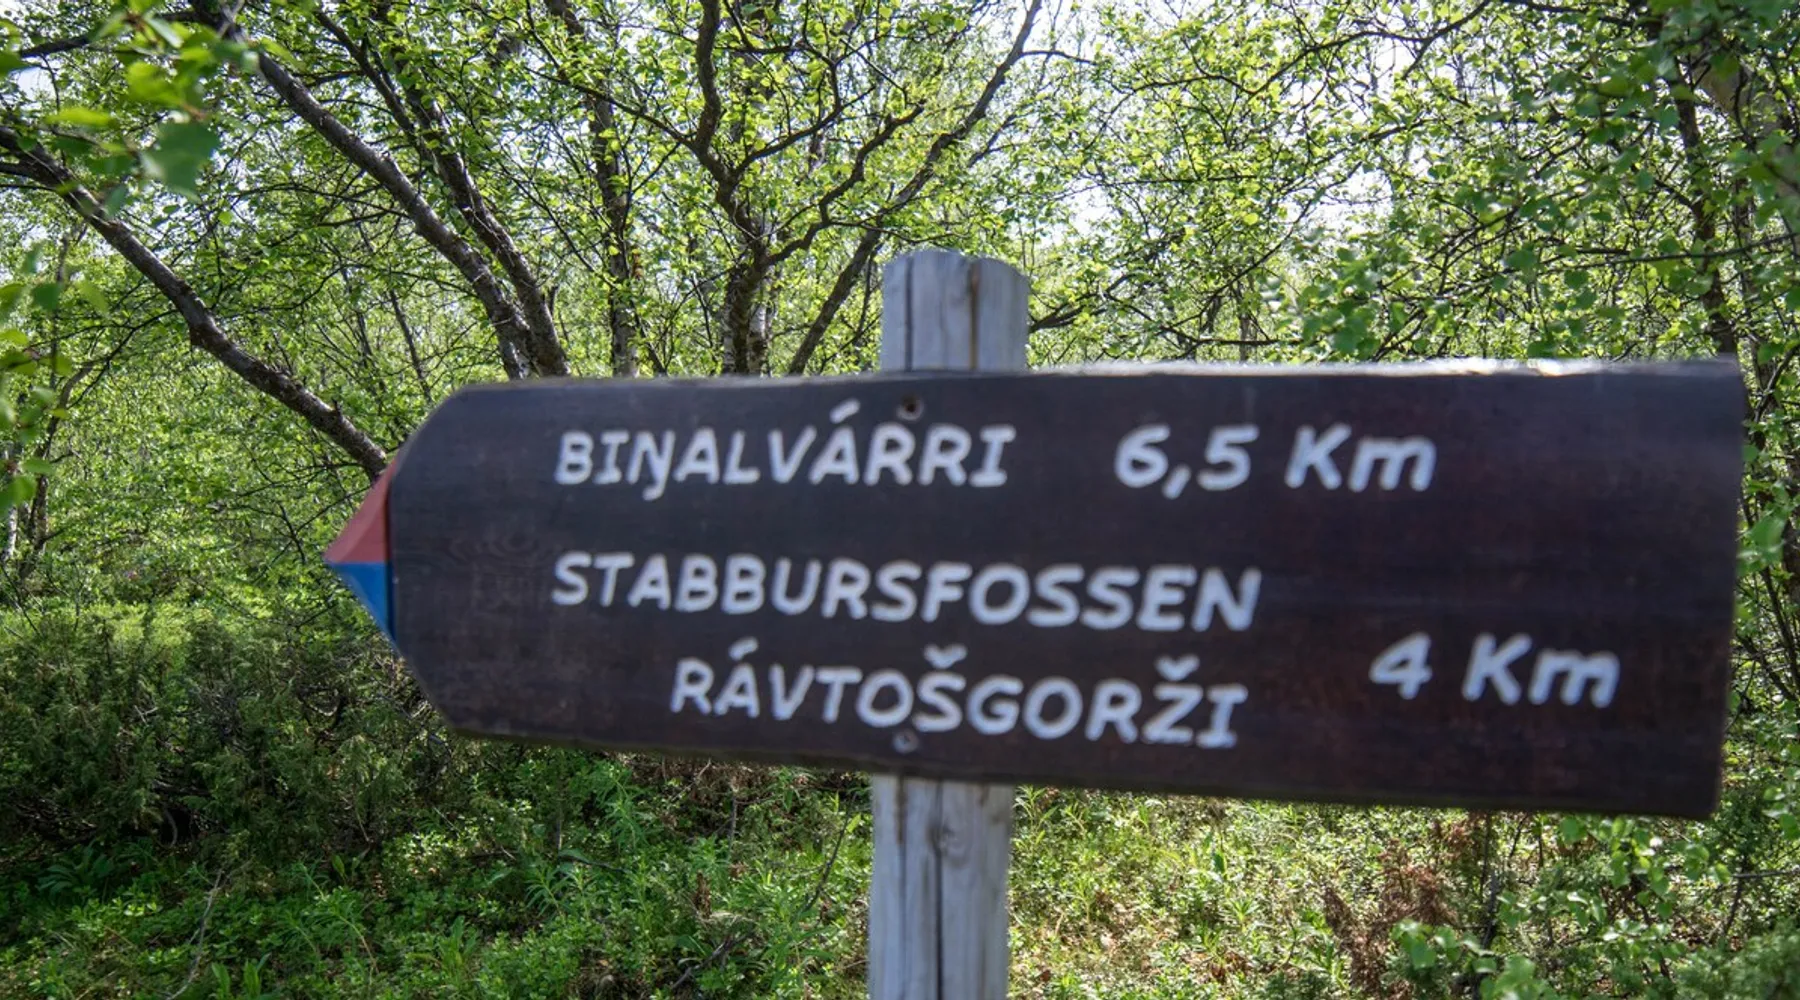 BIŊALVÁRRI 6,5 Km
STABBURSFOSSEN
RÁVTOŠGORŽI 4 Km